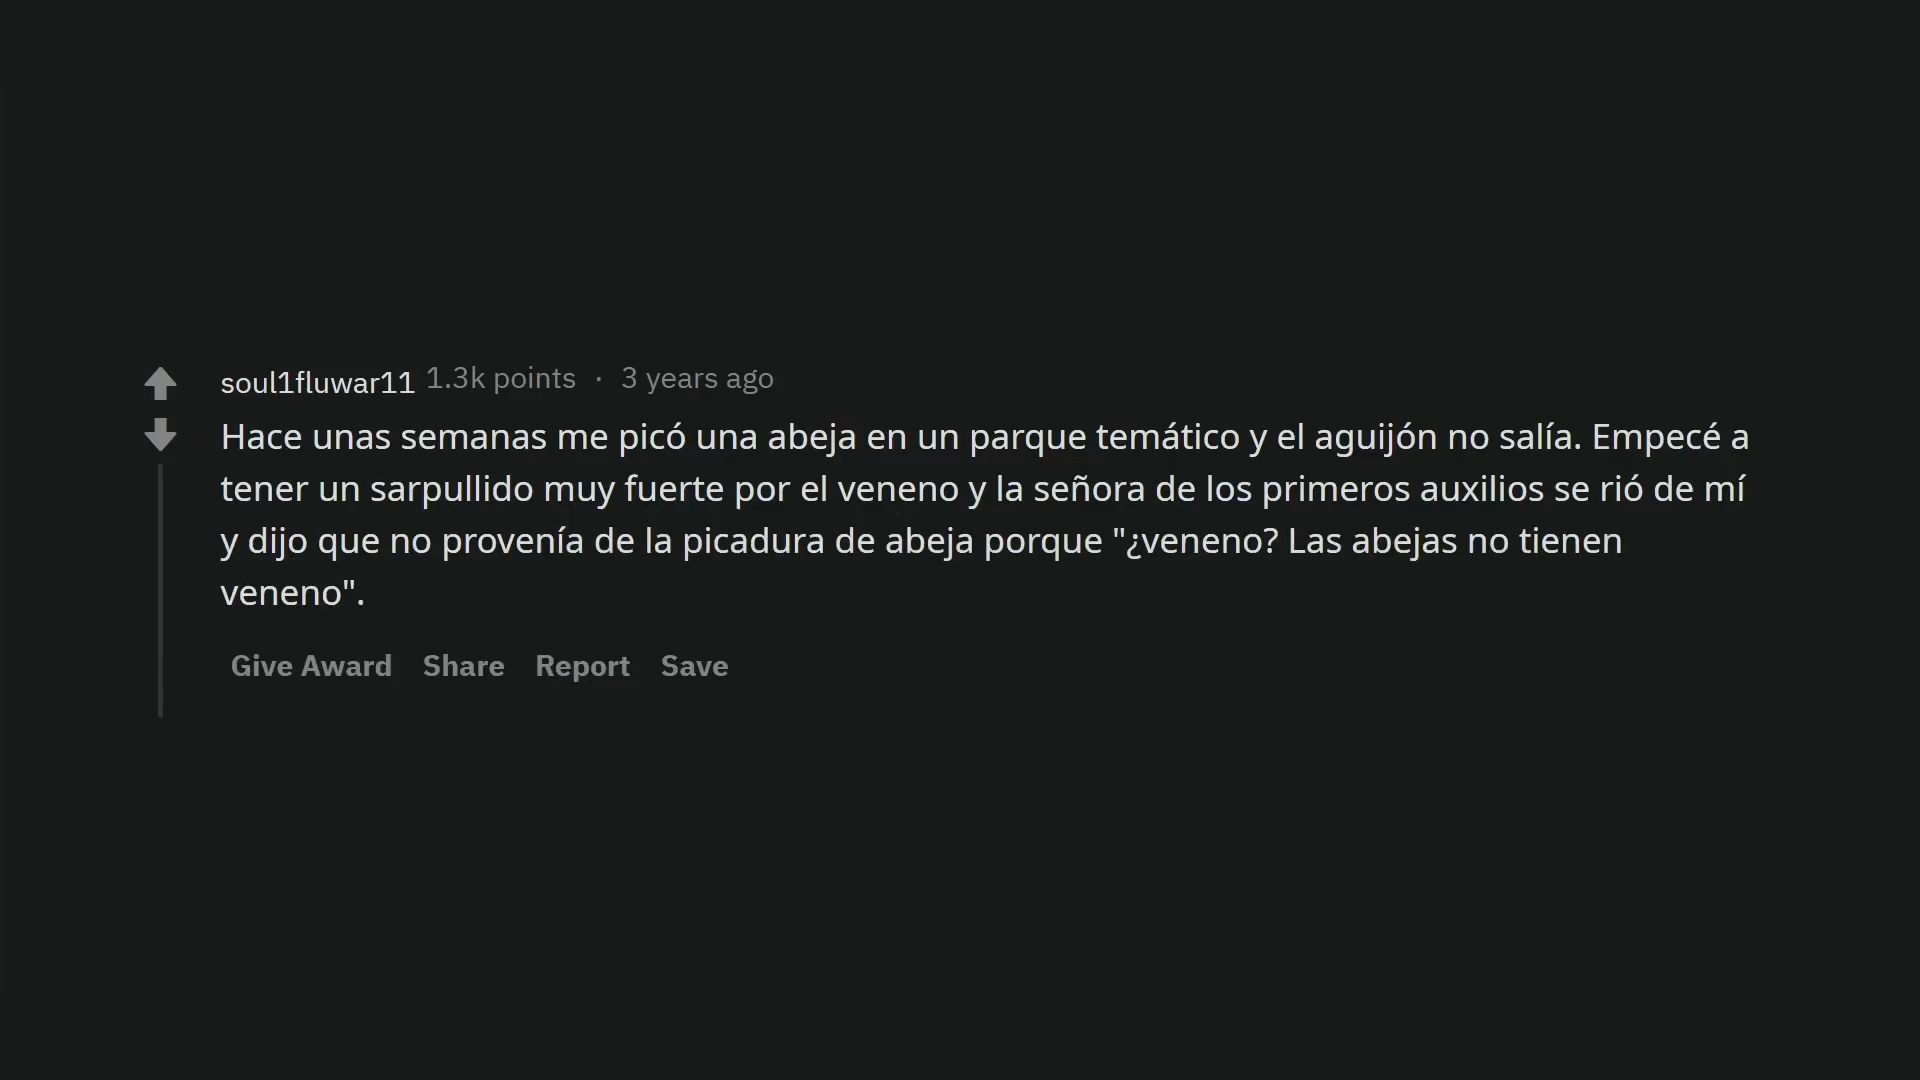 soul1fluwar11 1.3k points · 3 years ago
Hace unas semanas me picó una abeja en un parque temático y el aguijón no salía. Empecé a
tener un sarpullido muy fuerte por el veneno y la señora de los primeros auxilios se rió de mí
y dijo que no provenía de la picadura de abeja porque "¿veneno? Las abejas no tienen
veneno".
Give Award Share Report Save